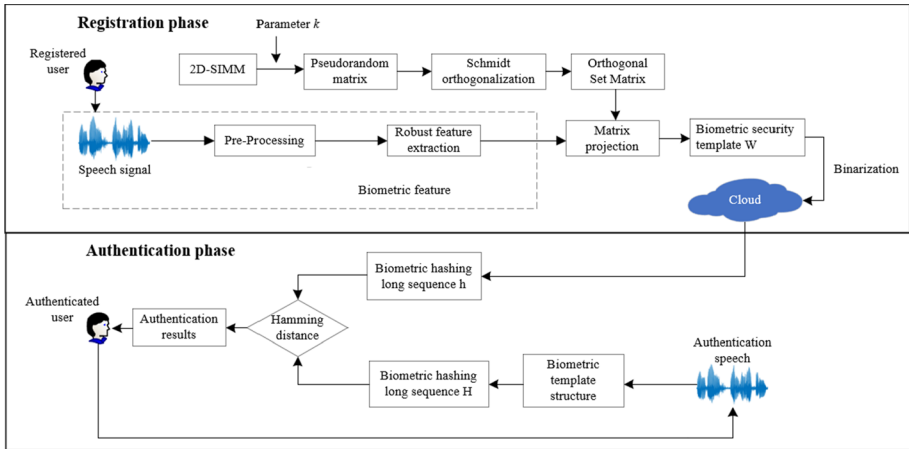 Registration phase
Parameter k
Registered
user
2D-SIMM
Pseudorandom
matrix
Schmidt
orthogonalization
Orthogonal
Set Matrix
Speech signal
Pre-Processing
Robust feature
extraction
Matrix
projection
Biometric security
template W
Binarization
Biometric feature
Cloud
Authentication phase
Biometric hashing
long sequence h
Authenticated
user
Authentication
results
Hamming
distance
Biometric hashing
long sequence H
Biometric
template
structure
Authentication
speech